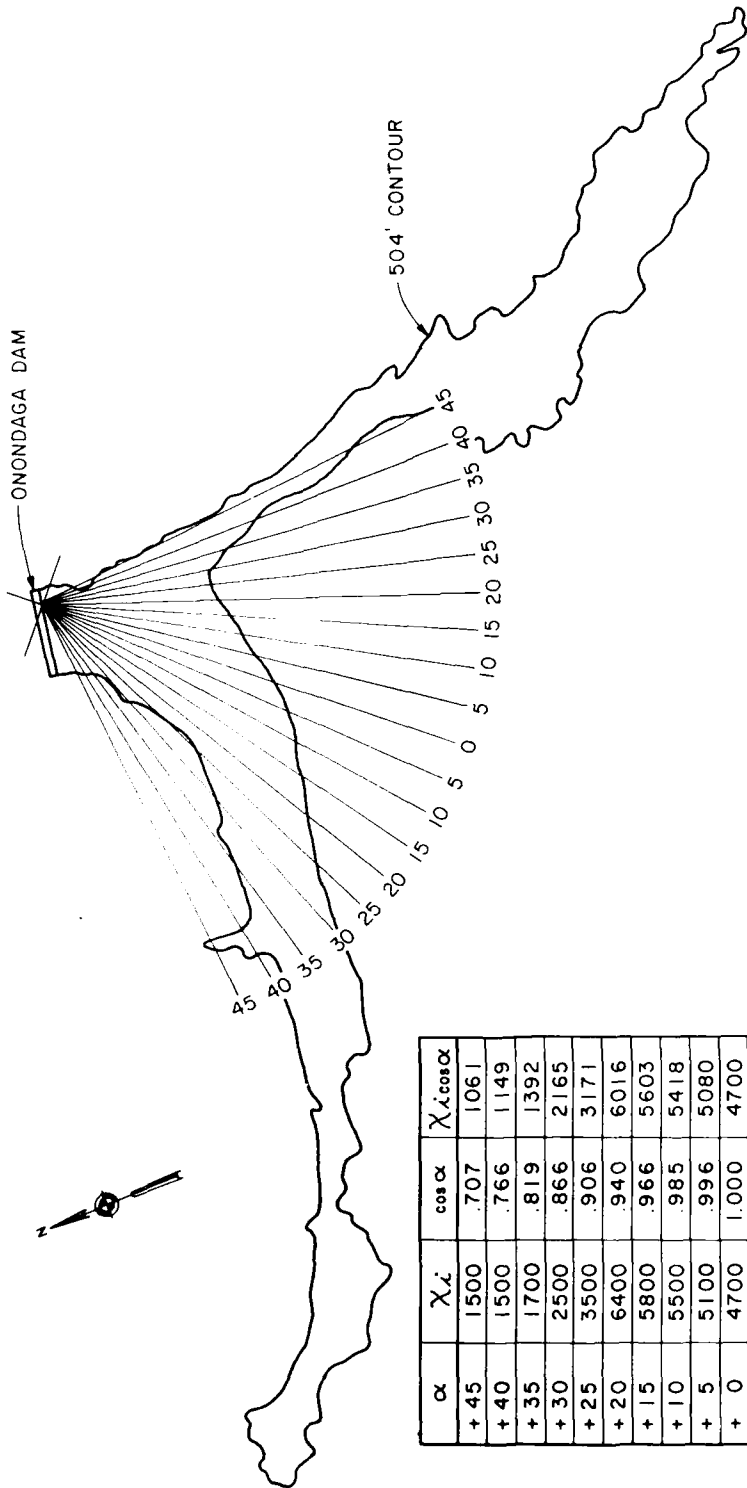 ONONDAGA DAM
504' CONTOUR
N
45
40
35
30
25
20
15
10
5
0
5
10
15
20
25
30
35
40
45
α χi cos α χi cos α
+ 45 1500 .707 1061
+ 40 1500 .766 1149
+ 35 1700 .819 1392
+ 30 2500 .866 2165
+ 25 3500 .906 3171
+ 20 6400 .940 6016
+ 15 5800 .966 5603
+ 10 5500 .985 5418
+ 5 5100 .996 5080
+ 0 4700 1.000 4700